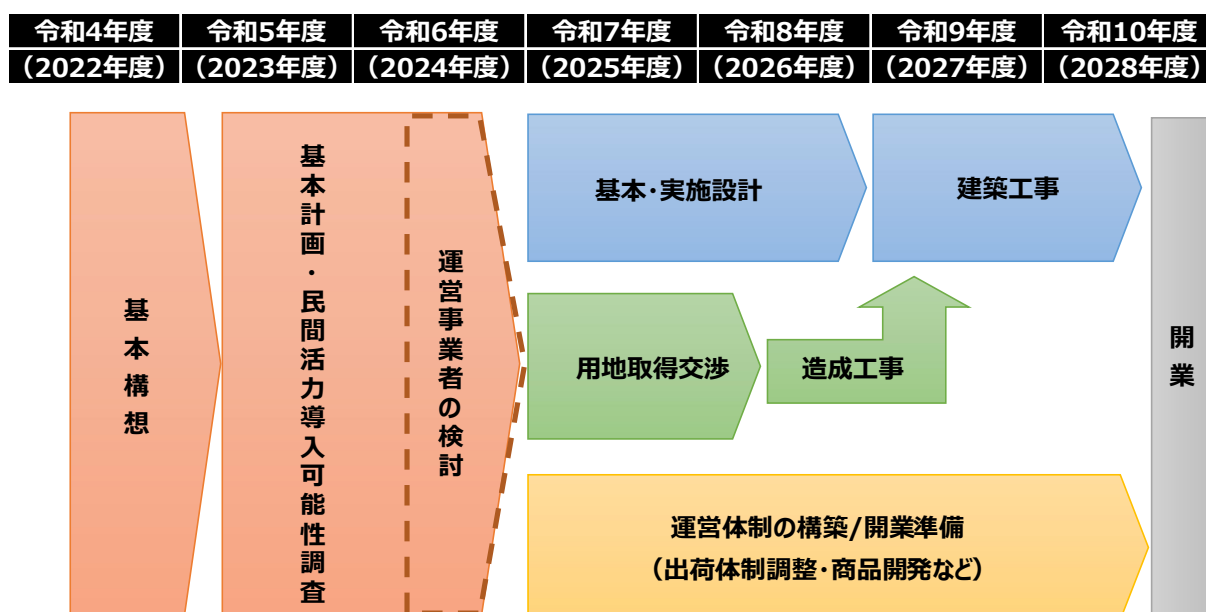 令和4年度 令和5年度 令和6年度 令和7年度 令和8年度 令和9年度 令和10年度
（2022年度） （2023年度） （2024年度） （2025年度） （2026年度） （2027年度） （2028年度）
基本構想
基本計画・民間活力導入可能性調査
運営事業者の検討
基本・実施設計
建築工事
用地取得交渉
造成工事
運営体制の構築/開業準備
（出荷体制調整・商品開発など）
開業